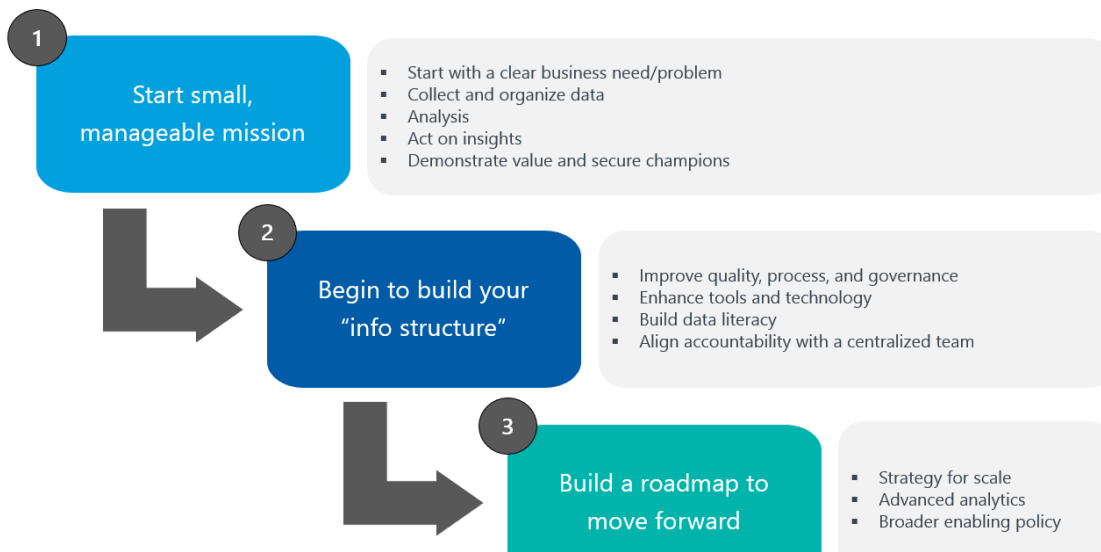 1
Start small,
manageable mission
▪ Start with a clear business need/problem
▪ Collect and organize data
▪ Analysis
▪ Act on insights
▪ Demonstrate value and secure champions
2
Begin to build your
“info structure”
▪ Improve quality, process, and governance
▪ Enhance tools and technology
▪ Build data literacy
▪ Align accountability with a centralized team
3
Build a roadmap to
move forward
▪ Strategy for scale
▪ Advanced analytics
▪ Broader enabling policy